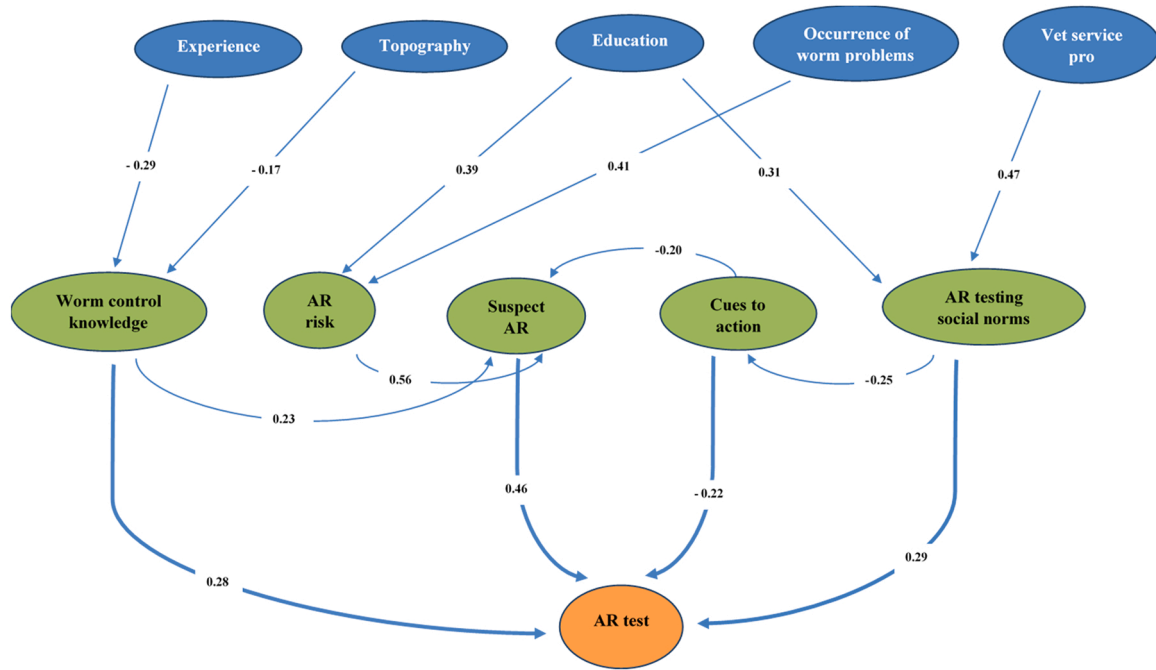 Experience
Topography
Education
Occurrence of
worm problems
Vet service
pro
- 0.29
- 0.17
0.39
0.41
0.31
0.47
-0.20
Worm control
knowledge
AR
risk
Suspect
AR
Cues to
action
AR testing
social norms
0.56
-0.25
0.23
0.46
- 0.22
0.28
0.29
AR test